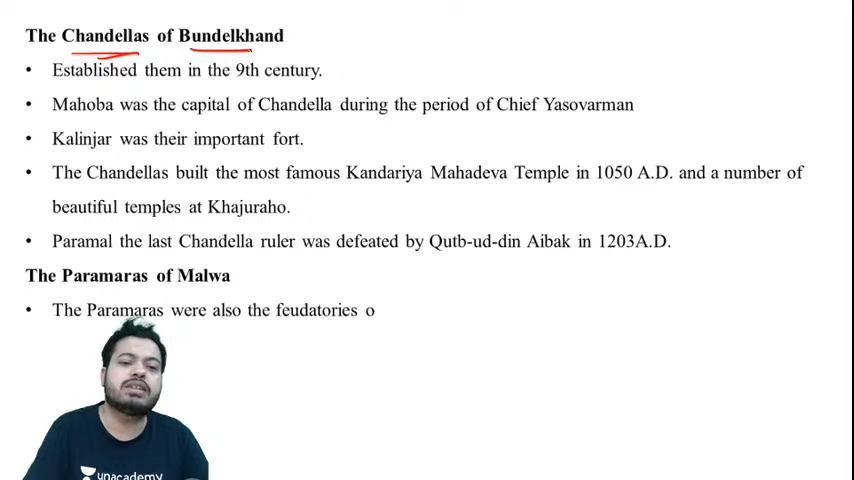 The Chandellas of Bundelkhand
• Established them in the 9th century.
• Mahoba was the capital of Chandella during the period of Chief Yasovarman
• Kalinjar was their important fort.
• The Chandellas built the most famous Kandariya Mahadeva Temple in 1050 A.D. and a number of
beautiful temples at Khajuraho.
• Paramal the last Chandella ruler was defeated by Qutb-ud-din Aibak in 1203A.D.
The Paramaras of Malwa
• The Paramaras were also the feudatories o
unacademy